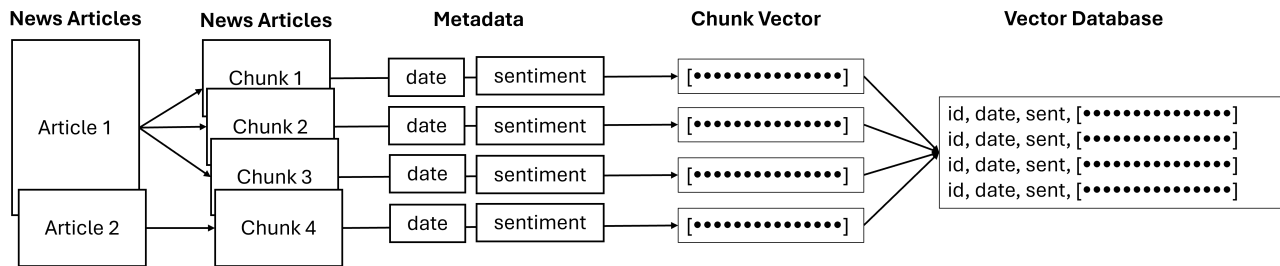 News Articles
News Articles
Metadata
Chunk Vector
Vector Database
Article 1
Article 2
Chunk 1
Chunk 2
Chunk 3
Chunk 4
date
sentiment
date
sentiment
date
sentiment
date
sentiment
[•••••••••••••••]
[•••••••••••••••]
[•••••••••••••••]
[•••••••••••••••]
id, date, sent, [•••••••••••••••]
id, date, sent, [•••••••••••••••]
id, date, sent, [•••••••••••••••]
id, date, sent, [•••••••••••••••]